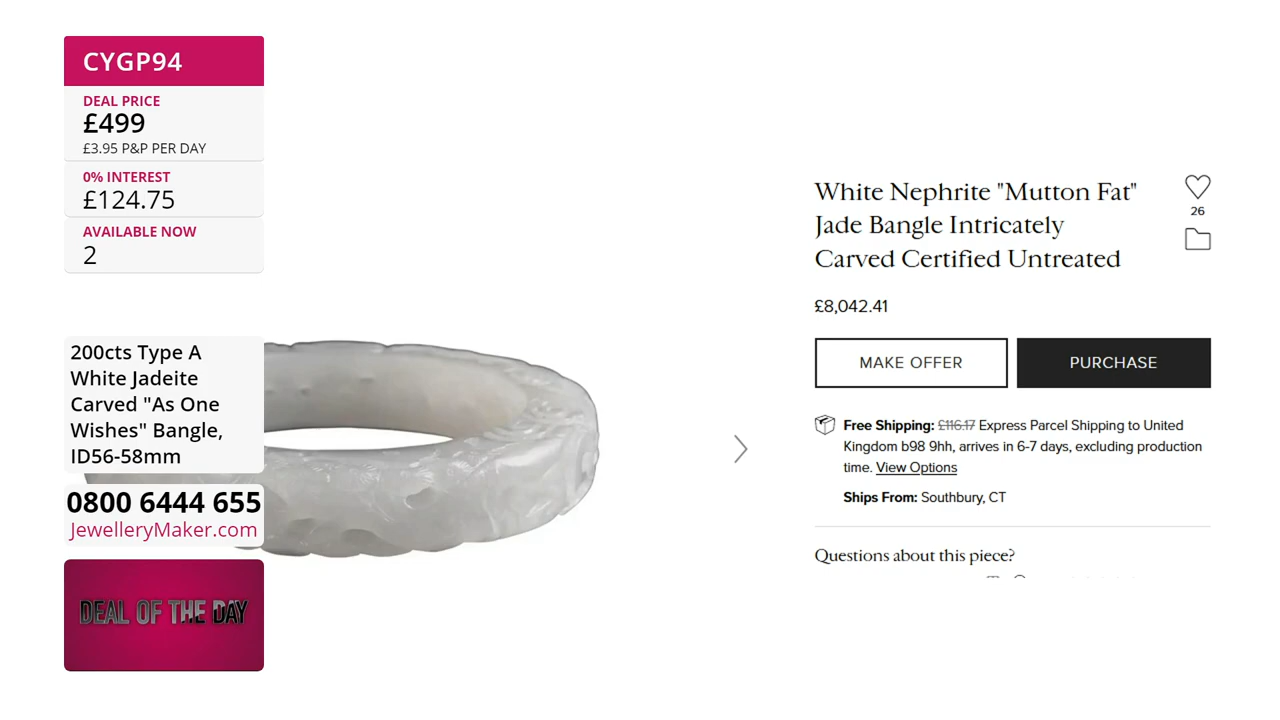 CYGP94
DEAL PRICE
£499
£3.95 P&P PER DAY
0% INTEREST
£124.75
AVAILABLE NOW
2
200cts Type A
White Jadeite
Carved "As One
Wishes" Bangle,
ID56-58mm
0800 6444 655
JewelleryMaker.com
DEAL OF THE DAY
White Nephrite "Mutton Fat"
Jade Bangle Intricately
Carved Certified Untreated
26
£8,042.41
MAKE OFFER
PURCHASE
Free Shipping: £116.17 Express Parcel Shipping to United
Kingdom b98 9hh, arrives in 6-7 days, excluding production
time. View Options
Ships From: Southbury, CT
Questions about this piece?